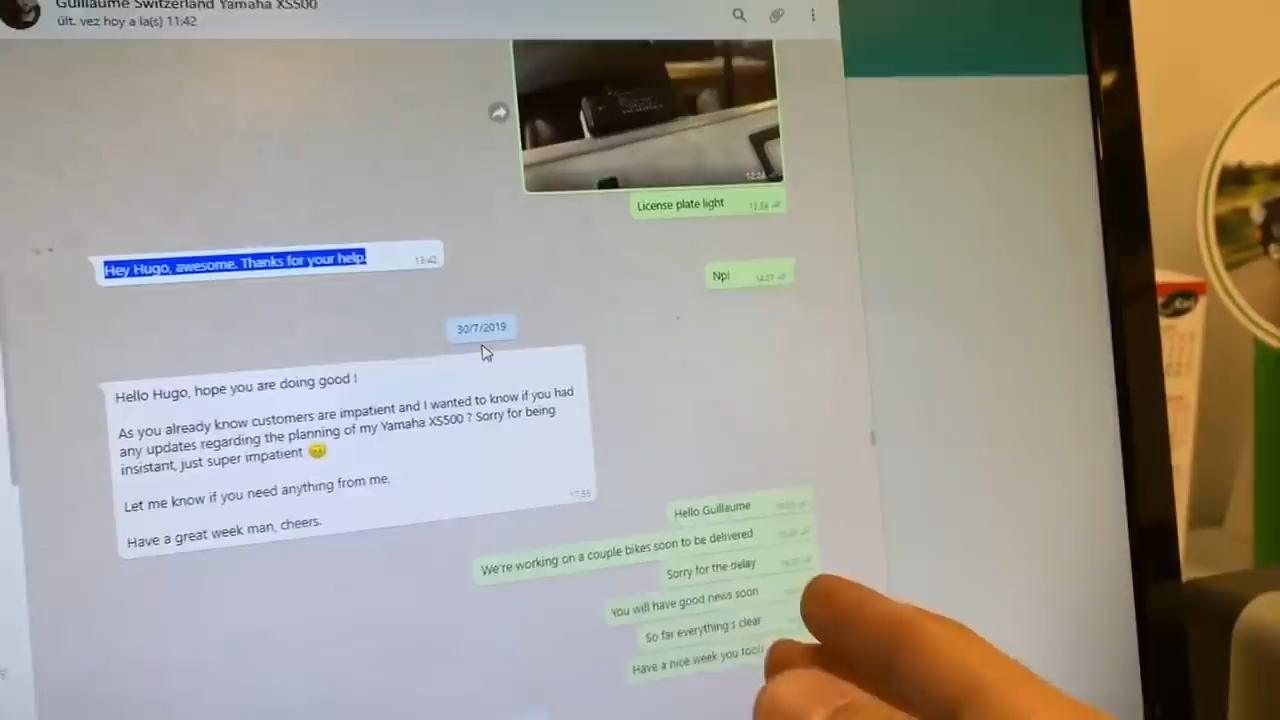 Guillaume Switzerland Yamaha XS500
últ. vez hoy a la(s) 11:42
License plate light
Hey Hugo, awesome. Thanks for your help.
13:42
Np!
30/7/2019
Hello Hugo, hope you are doing good !
As you already know customers are impatient and I wanted to know if you had
any updates regarding the planning of my Yamaha XS500 ? Sorry for being
insistant, just super impatient 🙃
Let me know if you need anything from me.
Have a great week man, cheers.
17:53
Hello Guillaume
We're working on a couple bikes soon to be delivered
Sorry for the delay
You will have good news soon
So far everything's clear
Have a nice week you too!!